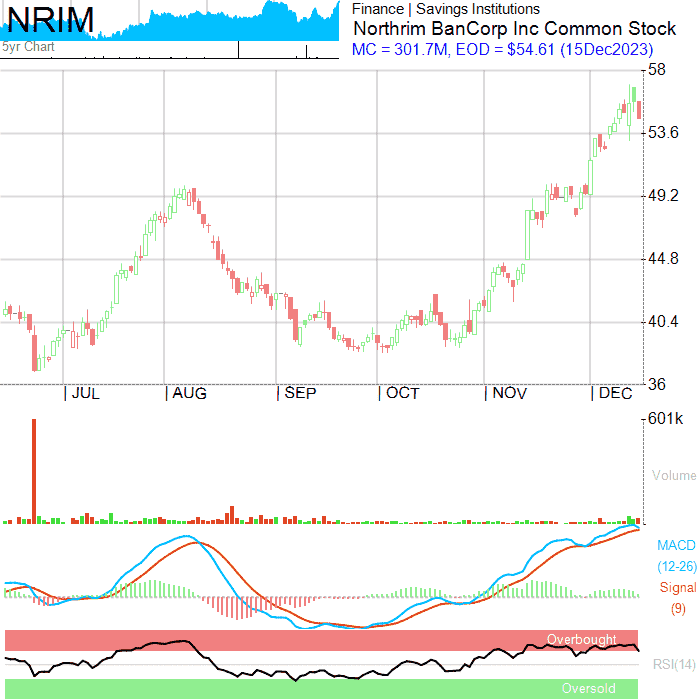 NRIM
5yr Chart
Finance | Savings Institutions
Northrim BanCorp Inc Common Stock
MC = 301.7M, EOD = $54.61 (15Dec2023)
58
53.6
49.2
44.8
40.4
36
| JUL | AUG | SEP | OCT | NOV | DEC
601k
Volume
MACD
(12-26)
Signal
(9)
Overbought
RSI(14)
Oversold